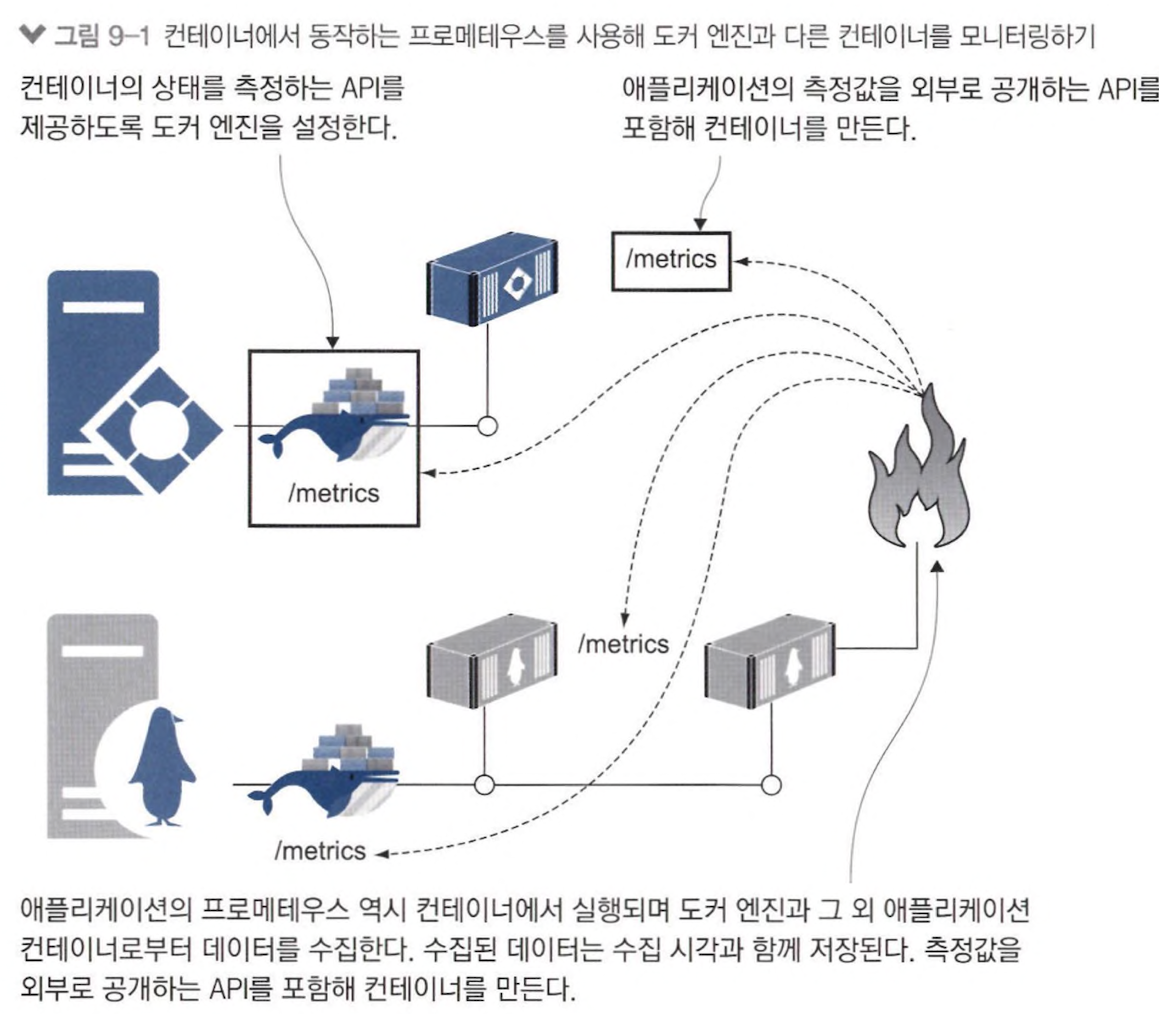 그림 9-1 컨테이너에서 동작하는 프로메테우스를 사용해 도커 엔진과 다른 컨테이너를 모니터링하기
컨테이너의 상태를 측정하는 API를
제공하도록 도커 엔진을 설정한다.
애플리케이션의 측정값을 외부로 공개하는 API를
포함해 컨테이너를 만든다.
/metrics
/metrics
/metrics
/metrics
애플리케이션의 프로메테우스 역시 컨테이너에서 실행되며 도커 엔진과 그 외 애플리케이션
컨테이너로부터 데이터를 수집한다. 수집된 데이터는 수집 시각과 함께 저장된다. 측정값을
외부로 공개하는 API를 포함해 컨테이너를 만든다.